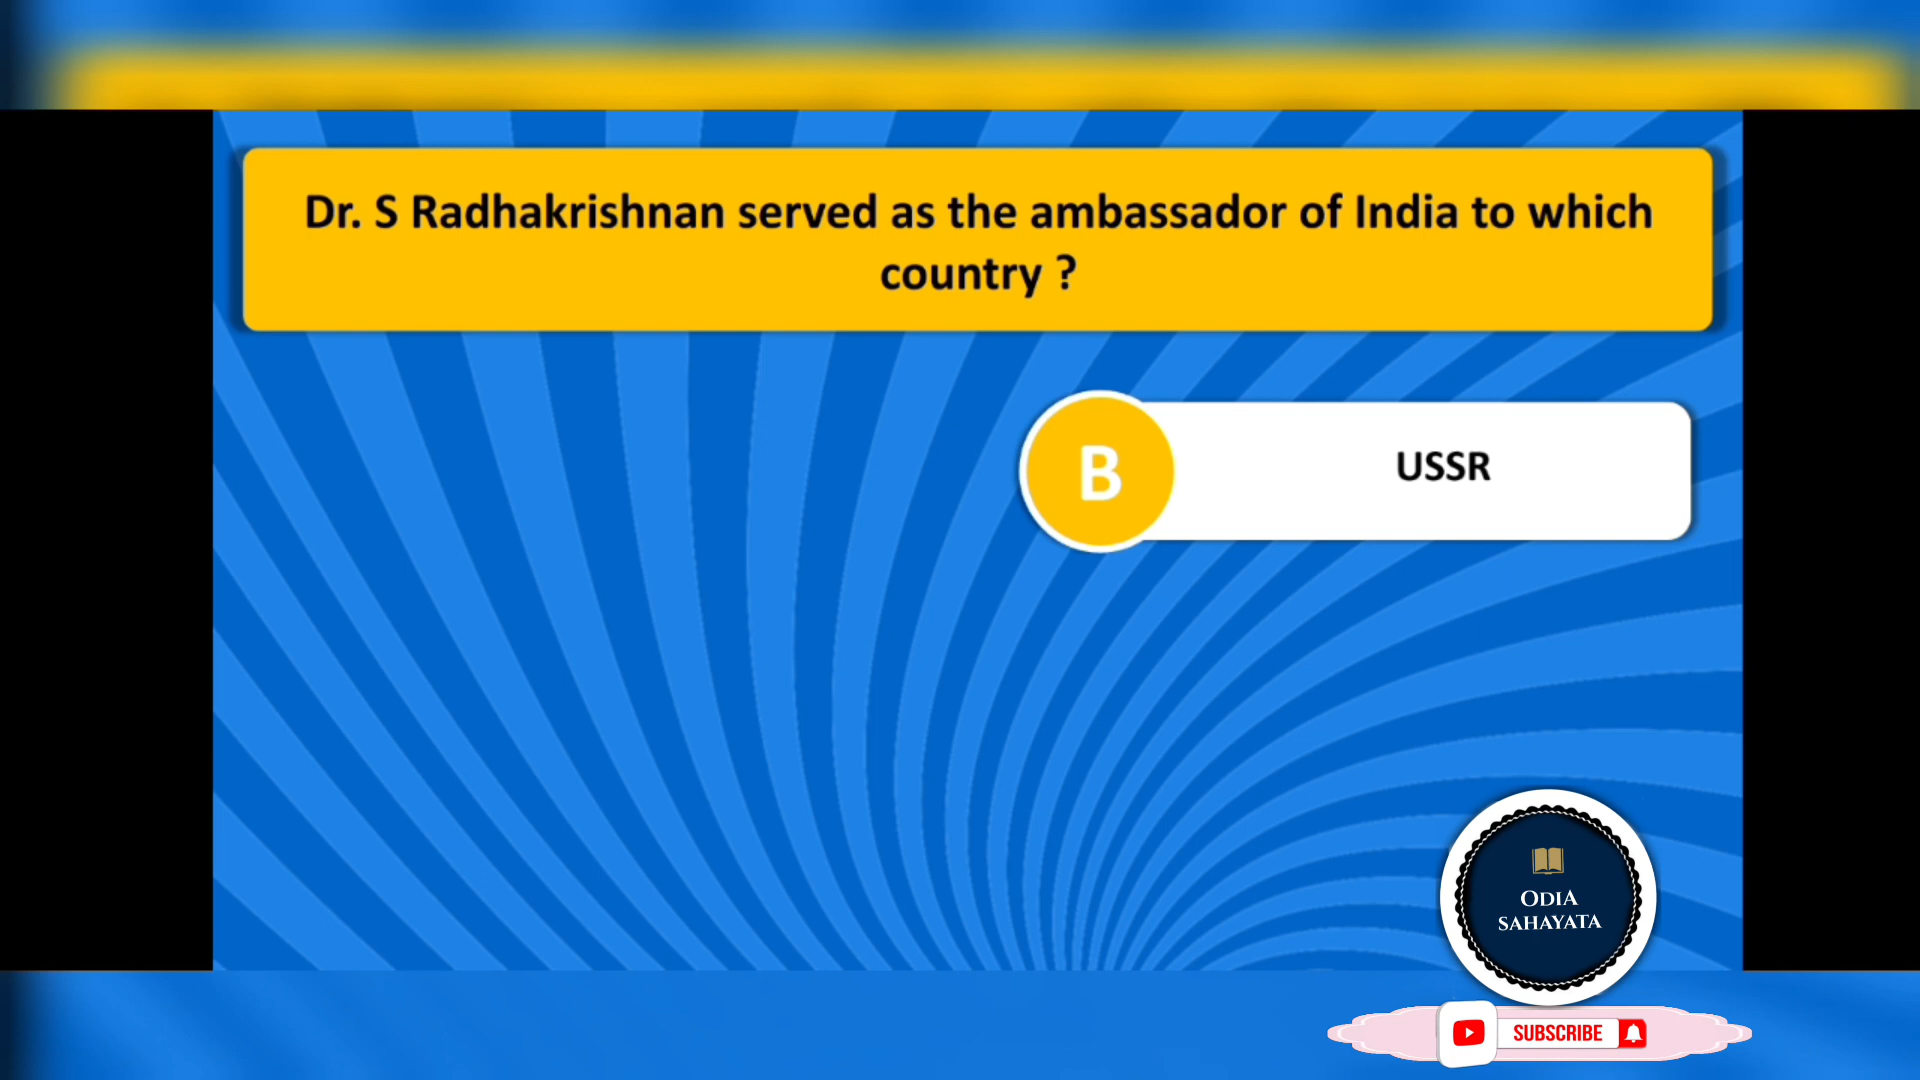 Dr. S Radhakrishnan served as the ambassador of India to which
country ?
B
USSR
ODIA
SAHAYATA
SUBSCRIBE